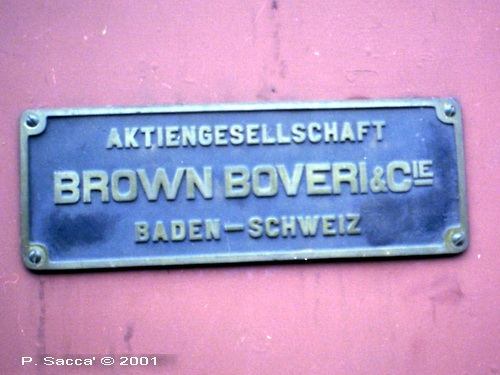 AKTIENGESELLSCHAFT
BROWN BOVERI & CIE
BADEN—SCHWEIZ
P. Sacca' © 2001